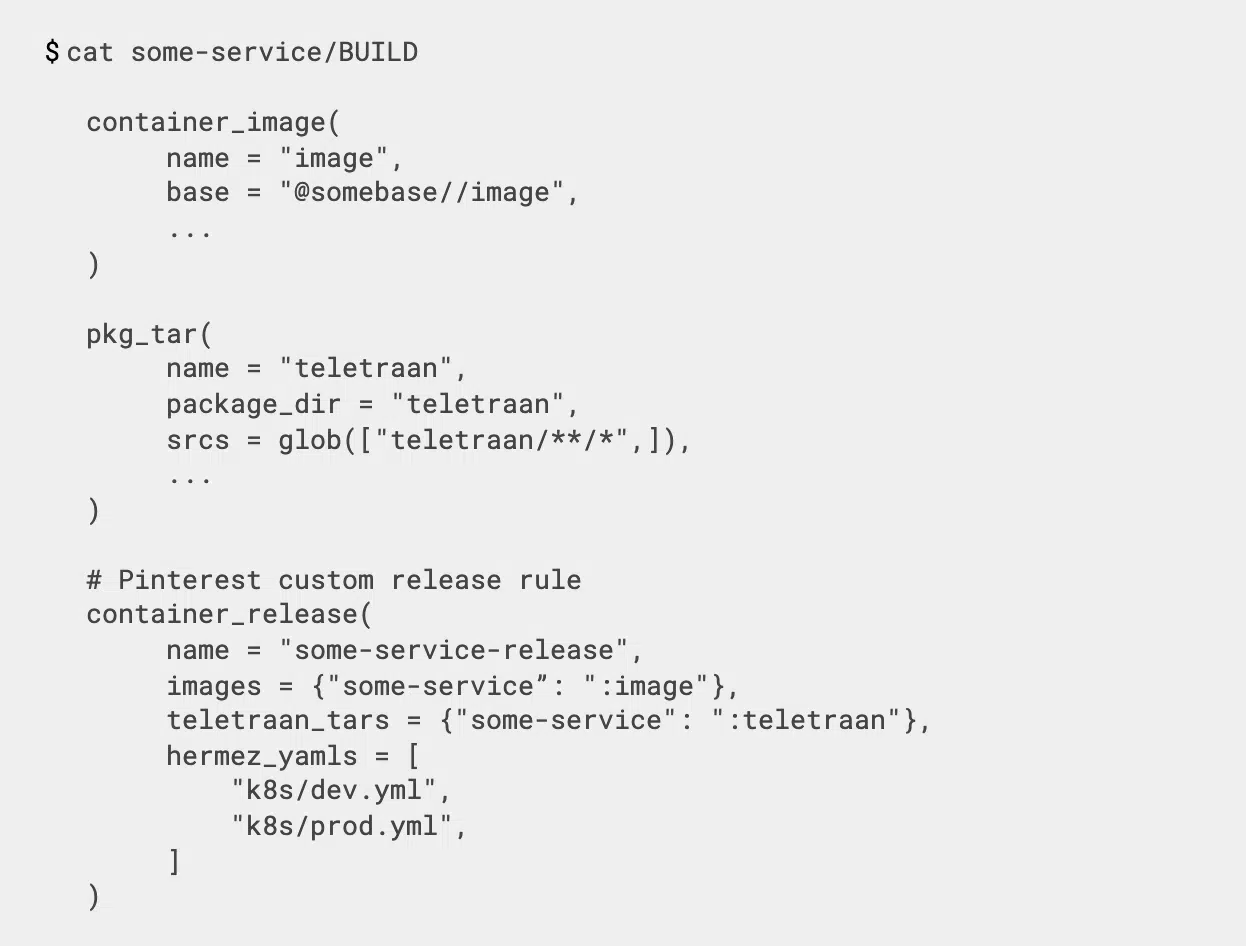 $ cat some-service/BUILD
container_image(
name = "image",
base = "@somebase//image",
...
)
pkg_tar(
name = "teletraan",
package_dir = "teletraan",
srcs = glob(["teletraan/**/*",]),
...
)
# Pinterest custom release rule
container_release(
name = "some-service-release",
images = {"some-service”: ":image"},
teletraan_tars = {"some-service": ":teletraan"},
hermez_yamls = [
"k8s/dev.yml",
"k8s/prod.yml",
]
)